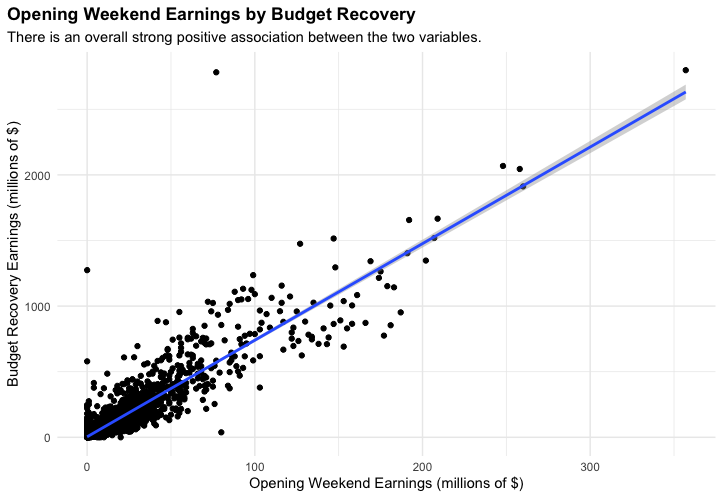 Opening Weekend Earnings by Budget Recovery
There is an overall strong positive association between the two variables.
Budget Recovery Earnings (millions of $)
2000
1000
0
0 100 200 300
Opening Weekend Earnings (millions of $)